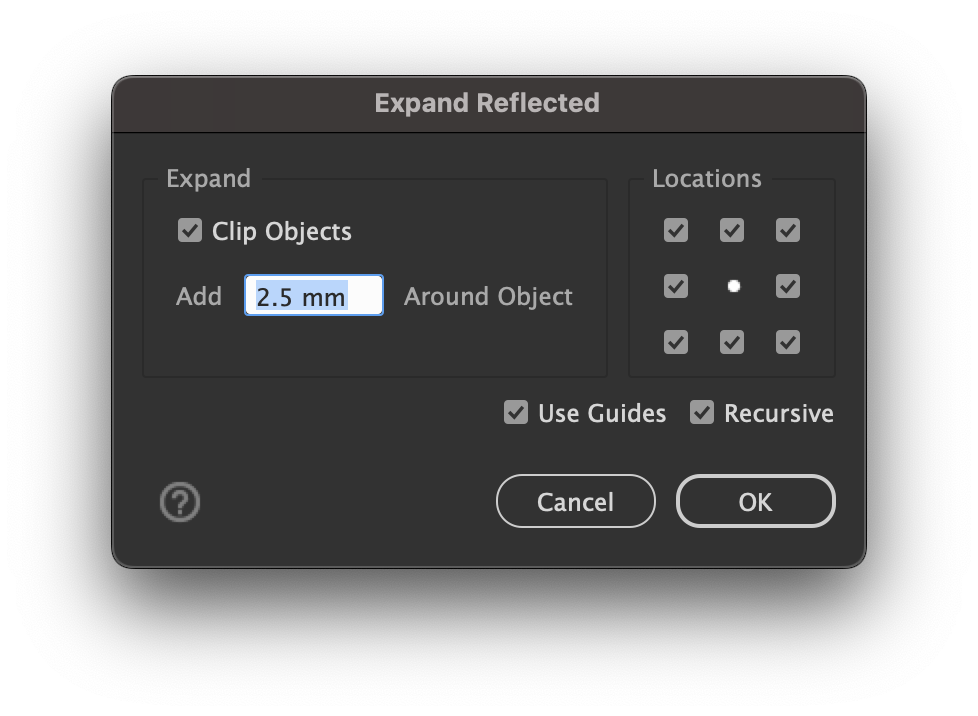 Expand Reflected
Expand
Locations
Clip Objects
Add 2.5 mm Around Object
Use Guides Recursive
? Cancel OK